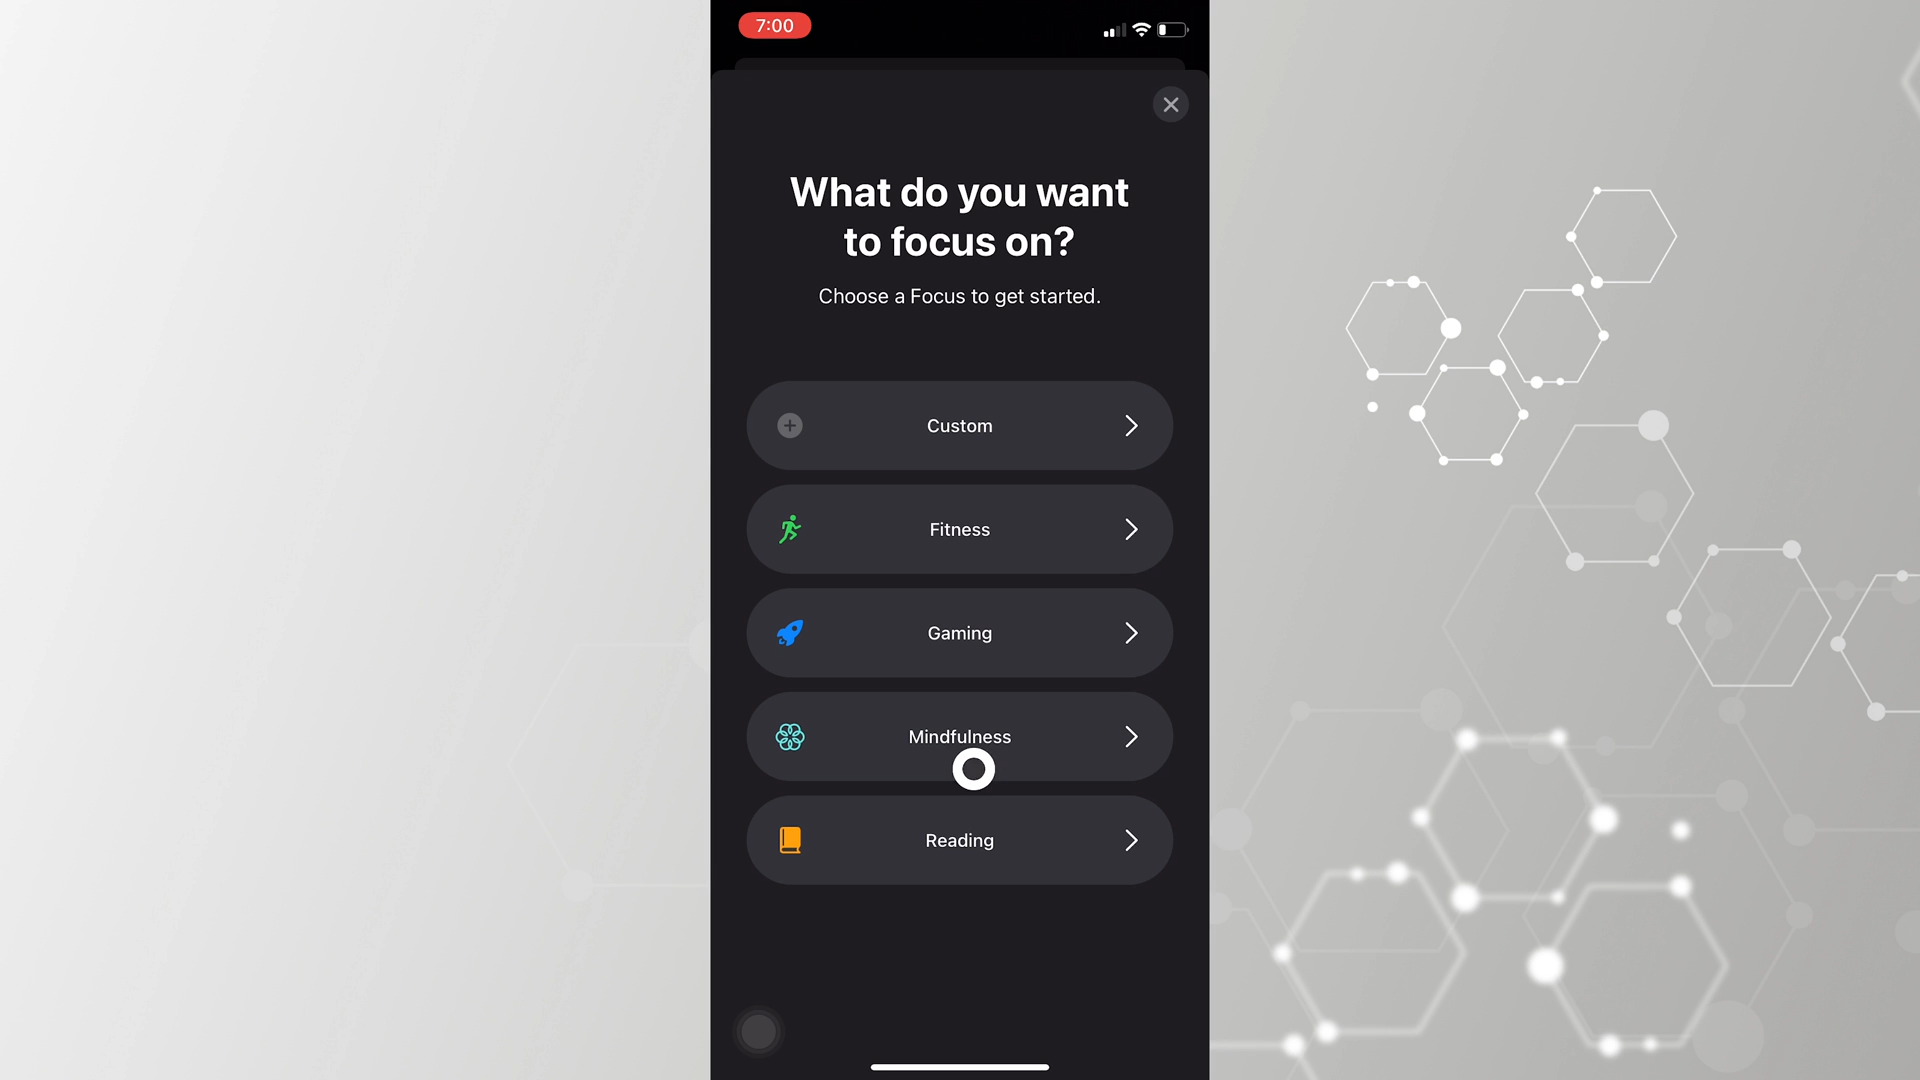 7:00
What do you want
to focus on?
Choose a Focus to get started.
Custom
Fitness
Gaming
Mindfulness
Reading